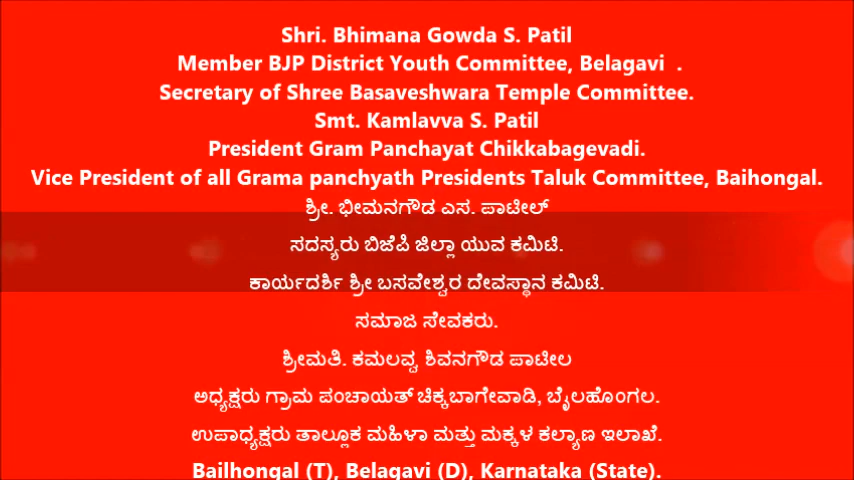 Shri. Bhimana Gowda S. Patil
Member BJP District Youth Committee, Belagavi .
Secretary of Shree Basaveshwara Temple Committee.
Smt. Kamlavva S. Patil
President Gram Panchayat Chikkabagevadi.
Vice President of all Grama panchyath Presidents Taluk Committee, Baihongal.
ಶ್ರೀ. ಭೀಮನಗೌಡ ಎಸ. ಪಾಟೀಲ್
ಸದಸ್ಯರು ಬಿಜೆಪಿ ಜಿಲ್ಲಾ ಯುವ ಕಮಿಟಿ.
ಕಾರ್ಯದರ್ಶಿ ಶ್ರೀ ಬಸವೇಶ್ವರ ದೇವಸ್ಥಾನ ಕಮಿಟಿ.
ಸಮಾಜ ಸೇವಕರು.
ಶ್ರೀಮತಿ. ಕಮಲವ್ವ ಶಿವನಗೌಡ ಪಾಟೀಲ
ಅಧ್ಯಕ್ಷರು ಗ್ರಾಮ ಪಂಚಾಯತ್ ಚಿಕ್ಕಬಾಗೇವಾಡಿ, ಬೈಲಹೊಂಗಲ.
ಉಪಾಧ್ಯಕ್ಷರು ತಾಲ್ಲೂಕ ಮಹಿಳಾ ಮತ್ತು ಮಕ್ಕಳ ಕಲ್ಯಾಣ ಇಲಾಖೆ.
Bailhongal (T), Belagavi (D), Karnataka (State).